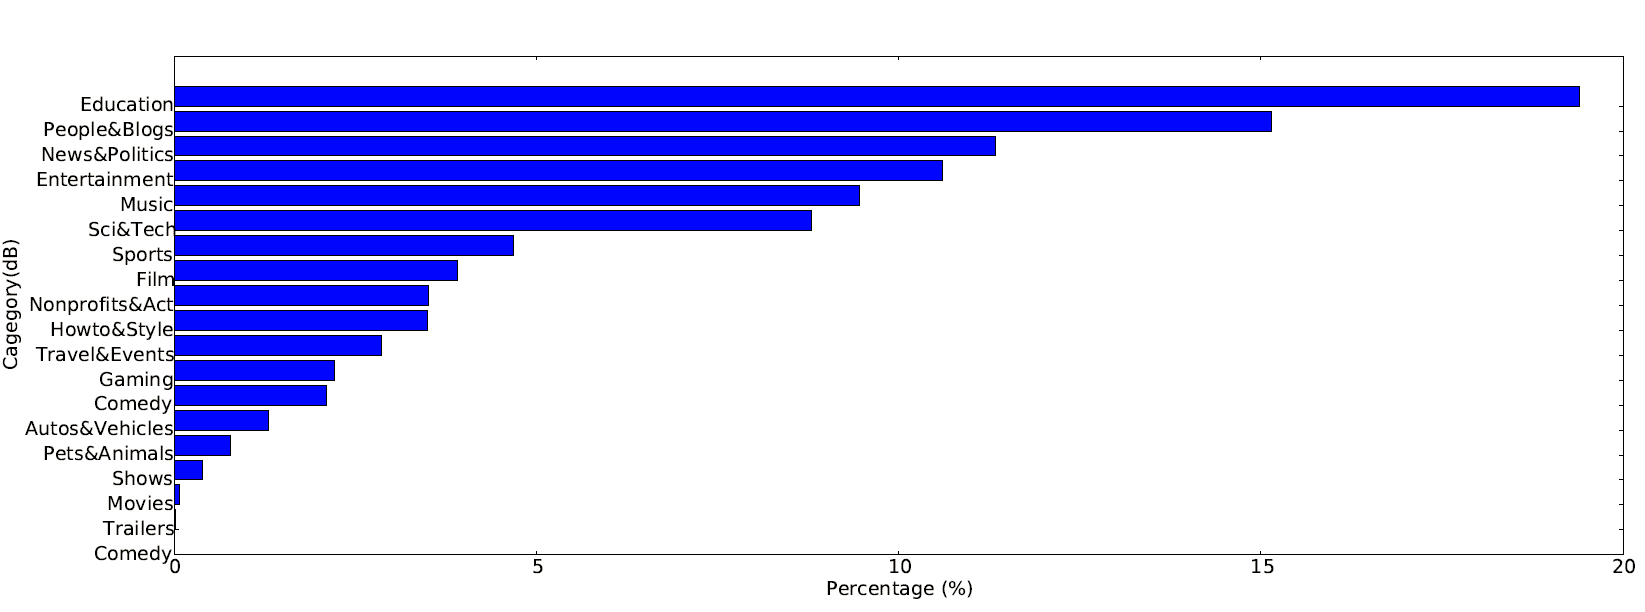 Education
People&Blogs
News&Politics
Entertainment
Music
Sci&Tech
Sports
Film
Nonprofits&Act
Howto&Style
Travel&Events
Gaming
Comedy
Autos&Vehicles
Pets&Animals
Shows
Movies
Trailers
Comedy
Cagegory(dB)
0 5 10 15 20
Percentage (%)